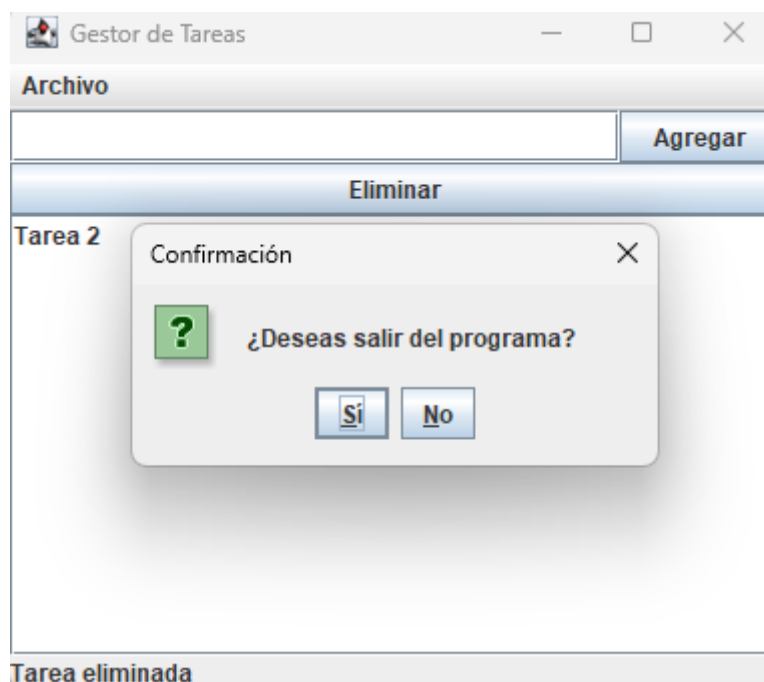 Gestor de Tareas
Archivo
Agregar
Eliminar
Tarea 2
Confirmación
¿Deseas salir del programa?
Sí No
Tarea eliminada